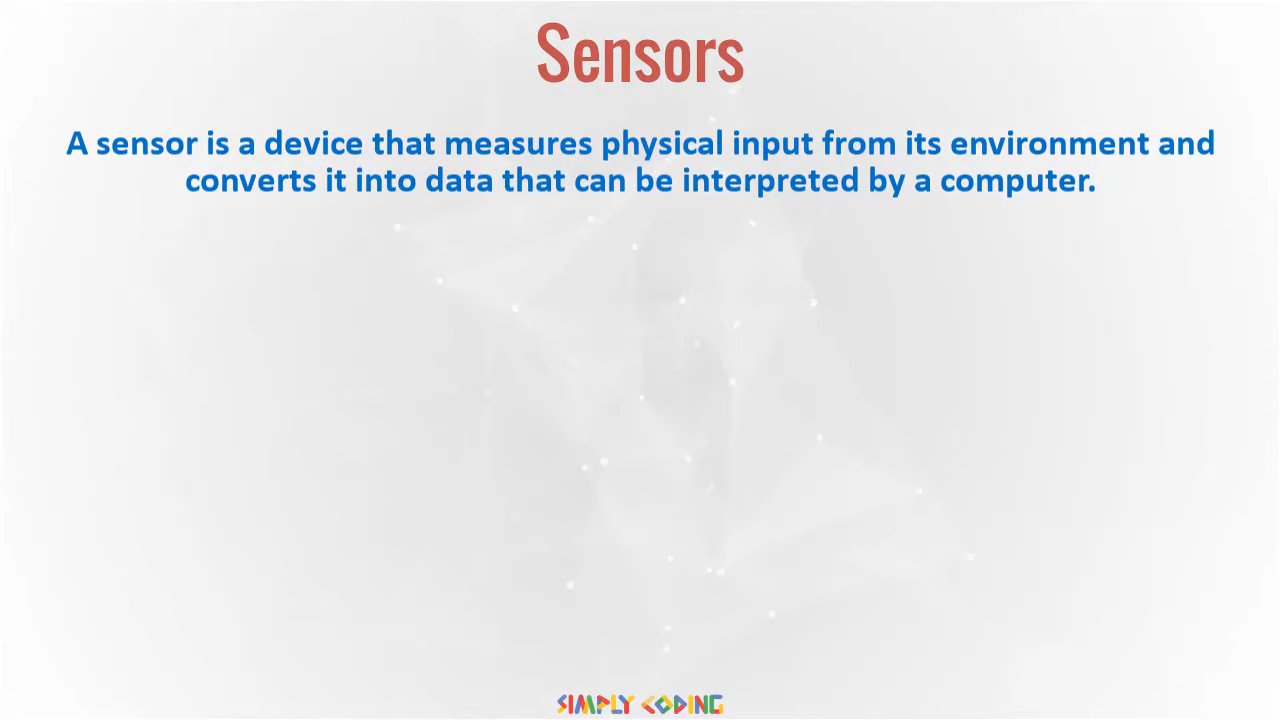 Sensors
A sensor is a device that measures physical input from its environment and
converts it into data that can be interpreted by a computer.
SIMPLY CODING